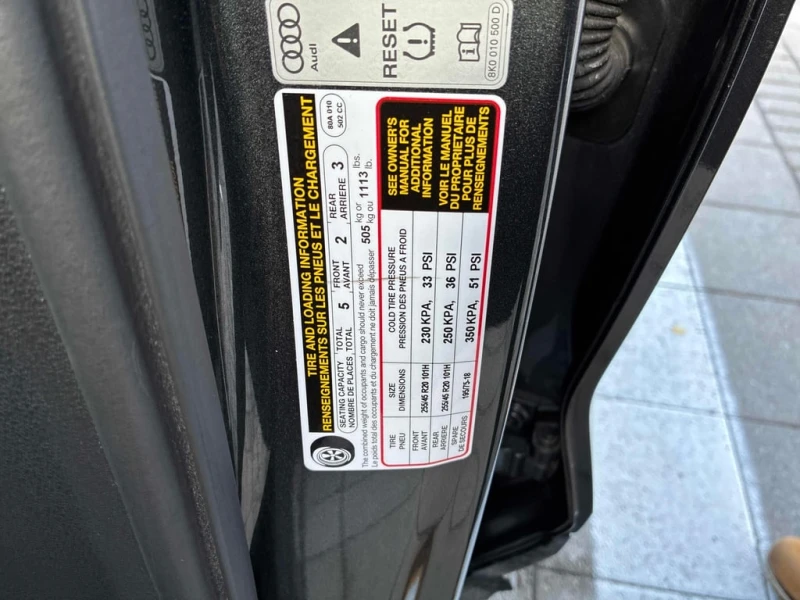 Audi
RESET
8K0 010 500 D
TIRE AND LOADING INFORMATION
RENSEIGNEMENTS SUR LES PNEUS ET LE CHARGEMENT
80A 010
502 CC
SEATING CAPACITY TOTAL 5 FRONT 2 REAR 3
NOMBRE DE PLACES TOTAL AVANT ARRIERE
The combined weight of occupants and cargo should never exceed 505 kg or 1113 lbs.
Le poids total des occupants et du chargement ne doit jamais dépasser kg ou lb.
TIRE SIZE COLD TIRE PRESSURE
PNEU DIMENSIONS PRESSION DES PNEUS A FROID
FRONT
AVANT 255/45 R20 101H 230 KPA, 33 PSI
REAR
ARRIERE 255/45 R20 101H 250 KPA, 36 PSI
SPARE
DE SECOURS 195/75-18 350 KPA, 51 PSI
SEE OWNER'S
MANUAL FOR
ADDITIONAL
INFORMATION
VOIR LE MANUEL
DU PROPRIETAIRE
POUR PLUS DE
RENSEIGNEMENTS